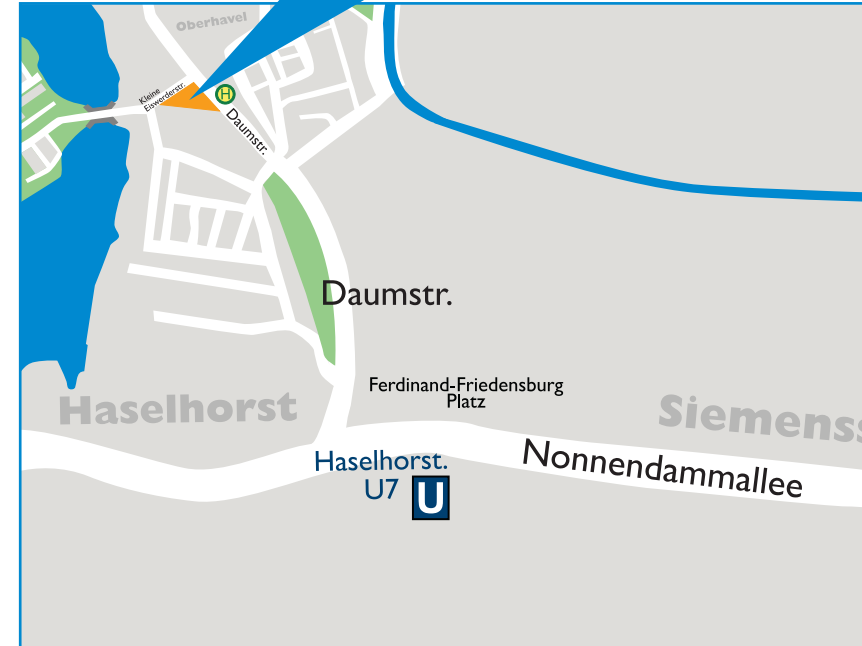 Oberhavel
Kleine
Eiswerderstr.
H
Daumstr.
Daumstr.
Ferdinand-Friedensburg
Platz
Haselhorst
Siemenss
Nonnendammallee
Haselhorst.
U7 U